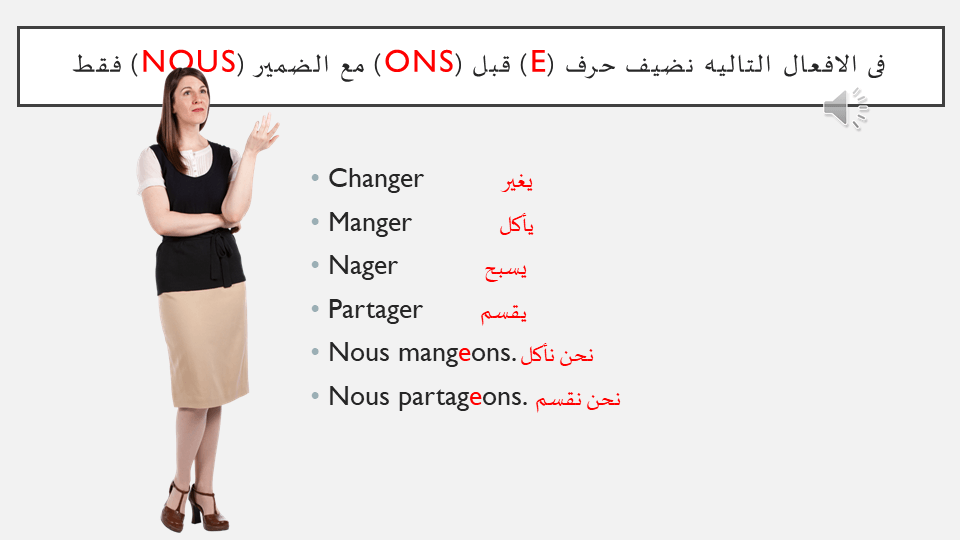 فى الافعال التاليه نضيف حرف (E) قبل (ONS) مع الضمير (NOUS) فقط
• Changer يغير
• Manger يأكل
• Nager يسبح
• Partager يقسم
• Nous mangeons. نحن نأكل
• Nous partageons. نحن نقسم